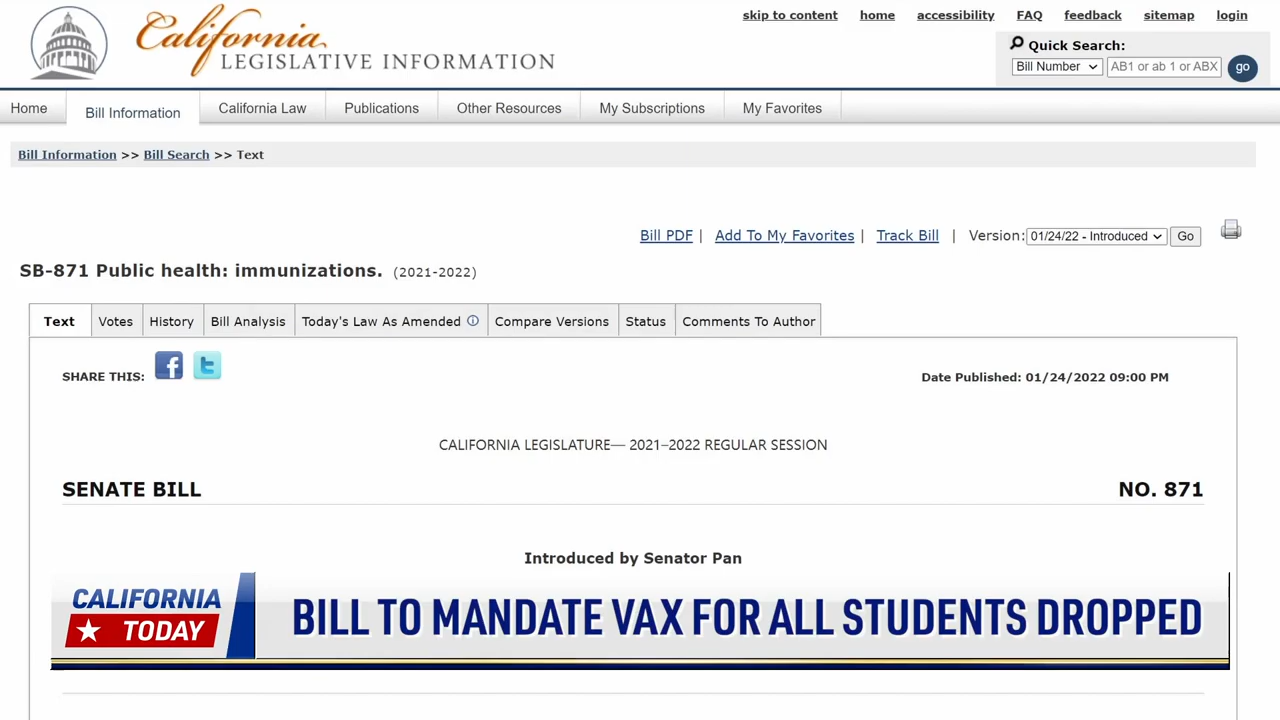 skip to content home accessibility FAQ feedback sitemap login
California
LEGISLATIVE INFORMATION
Quick Search:
Bill Number AB1 or ab 1 or ABX go
Home Bill Information California Law Publications Other Resources My Subscriptions My Favorites
Bill Information >> Bill Search >> Text
Bill PDF | Add To My Favorites | Track Bill | Version: 01/24/22 - Introduced Go
SB-871 Public health: immunizations. (2021-2022)
Text Votes History Bill Analysis Today's Law As Amended Compare Versions Status Comments To Author
SHARE THIS: f t Date Published: 01/24/2022 09:00 PM
CALIFORNIA LEGISLATURE— 2021–2022 REGULAR SESSION
SENATE BILL NO. 871
Introduced by Senator Pan
CALIFORNIA
TODAY
BILL TO MANDATE VAX FOR ALL STUDENTS DROPPED